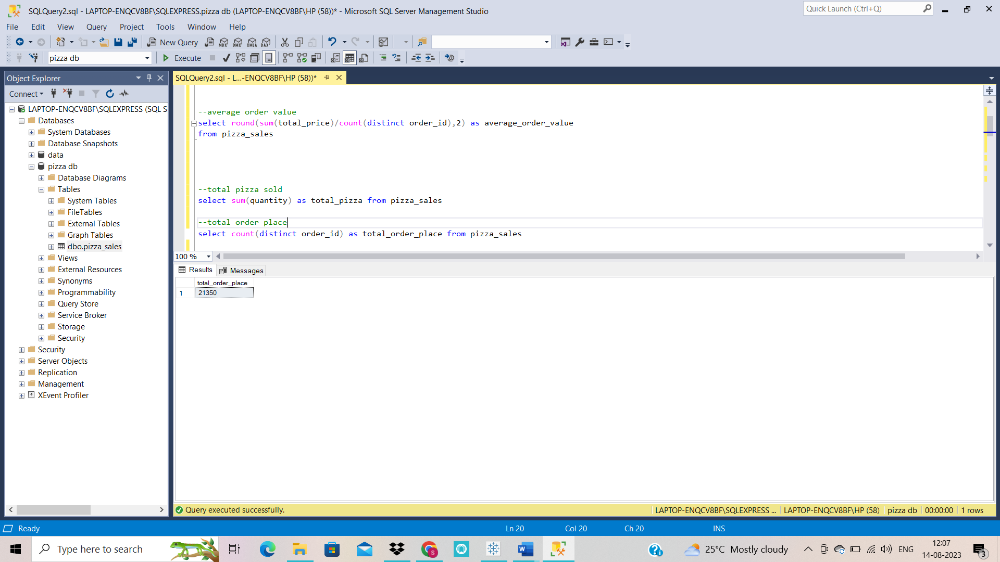 SQLQuery2.sql - LAPTOP-ENQCV8BF\SQLEXPRESS.pizza db (LAPTOP-ENQCV8BF\HP (58))* - Microsoft SQL Server Management Studio
Quick Launch (Ctrl+Q)
File Edit View Query Project Tools Window Help
New Query MDX DMX XMLA DAX
pizza db Execute
Object Explorer
SQLQuery2.sql - L...-ENQCV8BF\HP (58))*
Connect
LAPTOP-ENQCV8BF\SQLEXPRESS (SQL S
Databases
System Databases
Database Snapshots
data
pizza db
Database Diagrams
Tables
System Tables
FileTables
External Tables
Graph Tables
dbo.pizza_sales
Views
External Resources
Synonyms
Programmability
Query Store
Service Broker
Storage
Security
Security
Server Objects
Replication
Management
XEvent Profiler
--average order value
select round(sum(total_price)/count(distinct order_id),2) as average_order_value
from pizza_sales
--total pizza sold
select sum(quantity) as total_pizza from pizza_sales
--total order place
select count(distinct order_id) as total_order_place from pizza_sales
100 %
Results Messages
total_order_place
1 21350
Query executed successfully. LAPTOP-ENQCV8BF\SQLEXPRESS ... LAPTOP-ENQCV8BF\HP (58) pizza db 00:00:00 1 rows
Ready Ln 20 Col 20 Ch 20 INS
Type here to search 25°C Mostly cloudy ENG 12:07
14-08-2023 3